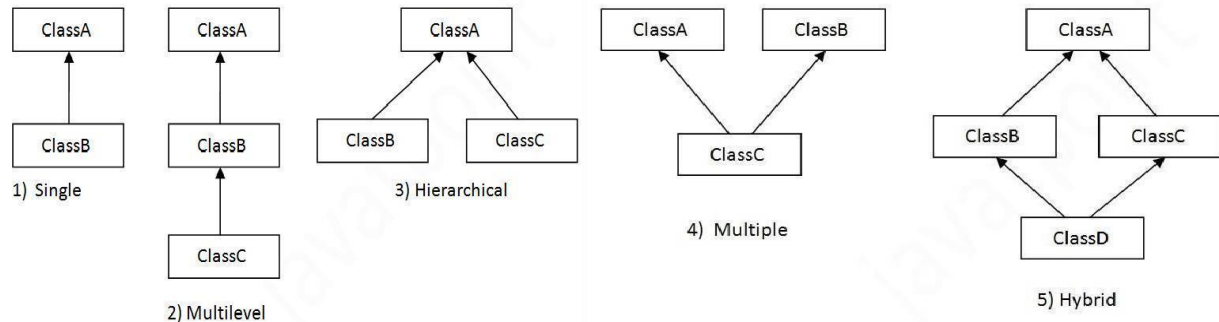 ClassA
ClassB
1) Single
ClassA
ClassB
ClassC
2) Multilevel
ClassA
ClassB
ClassC
3) Hierarchical
ClassA
ClassB
ClassC
4) Multiple
ClassA
ClassB
ClassC
ClassD
5) Hybrid